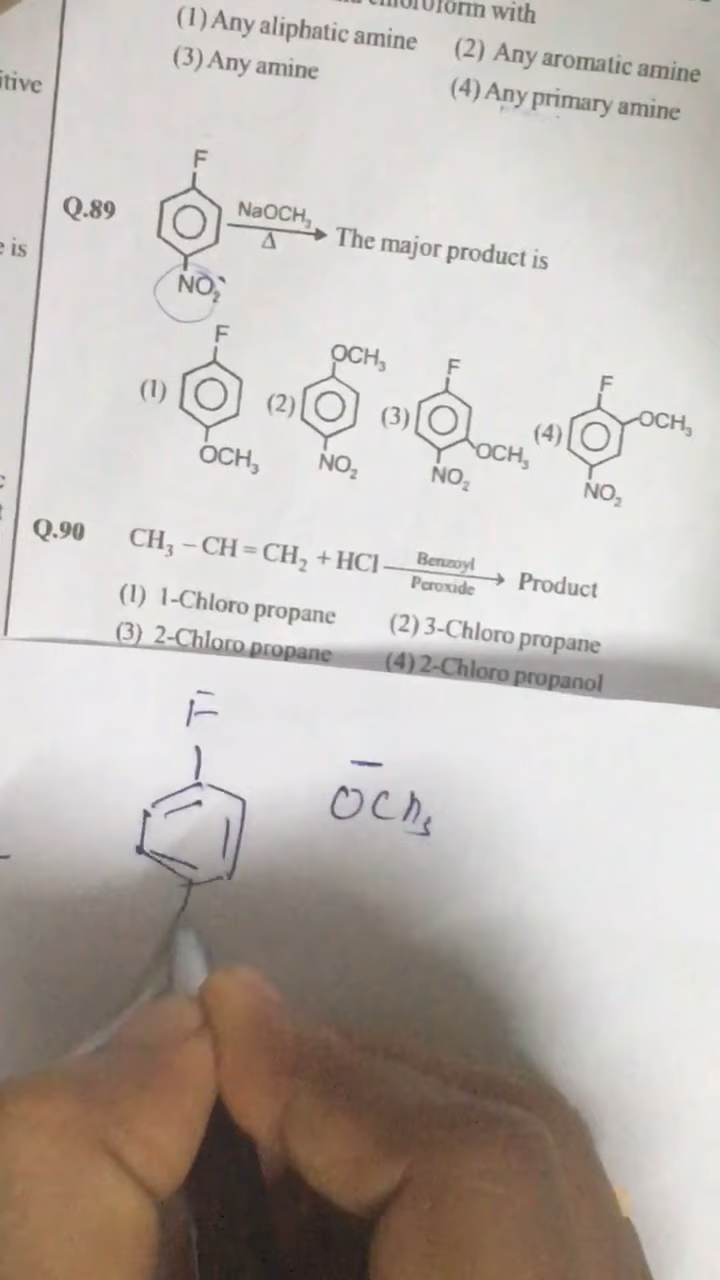 with
(1) Any aliphatic amine (2) Any aromatic amine
(3) Any amine (4) Any primary amine
itive
e is
Q.89
F
NO₂
NaOCH₃
Δ
The major product is
(1) F OCH₃
(2) OCH₃ NO₂
(3) F OCH₃ NO₂
(4) F OCH₃ NO₂
Q.90 CH₃ – CH = CH₂ + HCl Benzoyl Peroxide → Product
(1) 1-Chloro propane (2) 3-Chloro propane
(3) 2-Chloro propane (4) 2-Chloro propanol
F
OCH₃